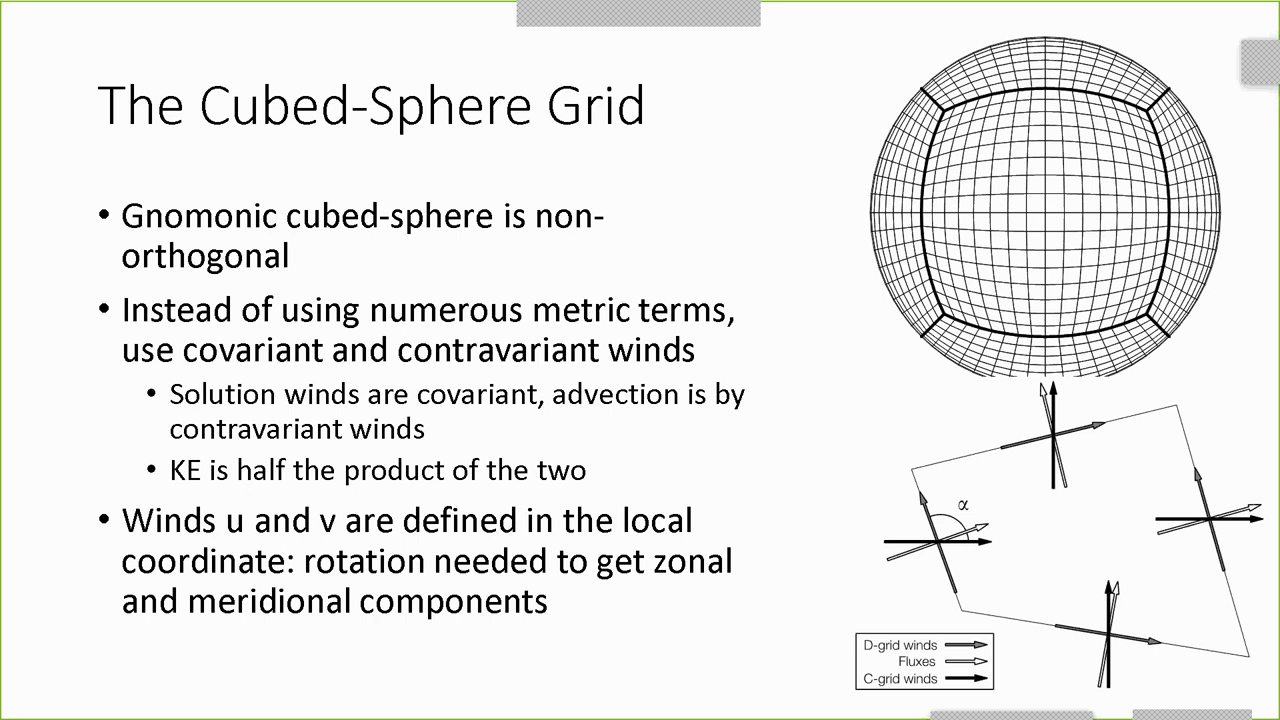 The Cubed-Sphere Grid
• Gnomonic cubed-sphere is non-
orthogonal
• Instead of using numerous metric terms,
use covariant and contravariant winds
• Solution winds are covariant, advection is by
contravariant winds
• KE is half the product of the two
• Winds u and v are defined in the local
coordinate: rotation needed to get zonal
and meridional components
α
D-grid winds
Fluxes
C-grid winds